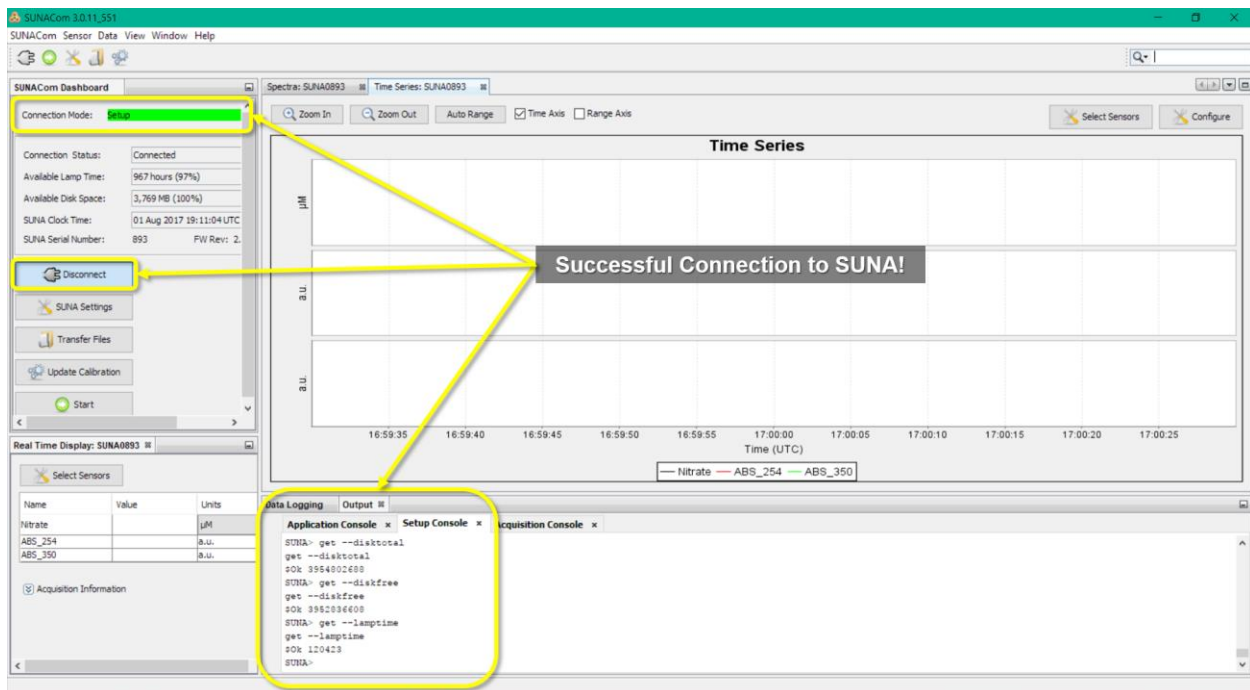 SUNACom 3.0.11_551
SUNACom Sensor Data View Window Help
SUNACom Dashboard
Connection Mode: Setup
Connection Status: Connected
Available Lamp Time: 967 hours (97%)
Available Disk Space: 3,769 MB (100%)
SUNA Clock Time: 01 Aug 2017 19:11:04 UTC
SUNA Serial Number: 893 FW Rev: 2.
Disconnect
SUNA Settings
Transfer Files
Update Calibration
Start
Real Time Display: SUNA0893
Select Sensors
Name Value Units
Nitrate µM
ABS_254 a.u.
ABS_350 a.u.
Acquisition Information
Spectra: SUNA0893 Time Series: SUNA0893
Zoom In Zoom Out Auto Range Time Axis Range Axis Select Sensors Configure
Time Series
µM
a.u.
a.u.
Successful Connection to SUNA!
16:59:35 16:59:40 16:59:45 16:59:50 16:59:55 17:00:00 17:00:05 17:00:10 17:00:15 17:00:20 17:00:25
Time (UTC)
Nitrate ABS_254 ABS_350
Data Logging Output
Application Console Setup Console Acquisition Console
SUNA> get --disktotal
get --disktotal
$Ok 3954802688
SUNA> get --diskfree
get --diskfree
$Ok 3952836608
SUNA> get --lamptime
get --lamptime
$Ok 120423
SUNA>